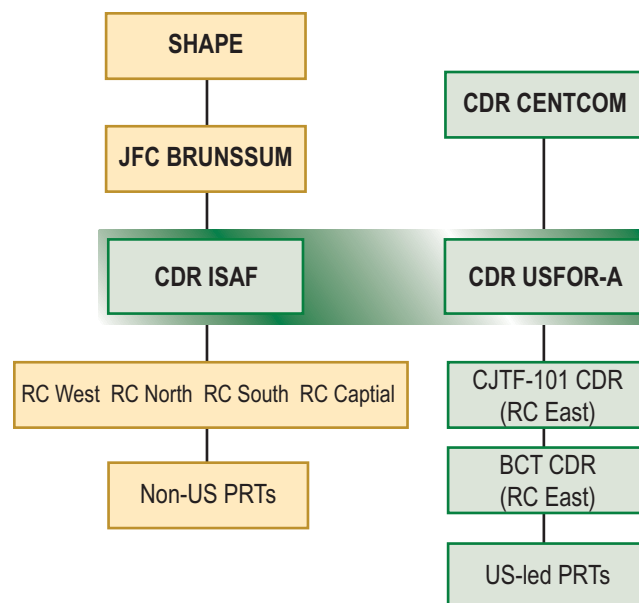 SHAPE
JFC BRUNSSUM
CDR ISAF
RC West RC North RC South RC Captial
Non-US PRTs
CDR CENTCOM
CDR USFOR-A
CJTF-101 CDR
(RC East)
BCT CDR
(RC East)
US-led PRTs